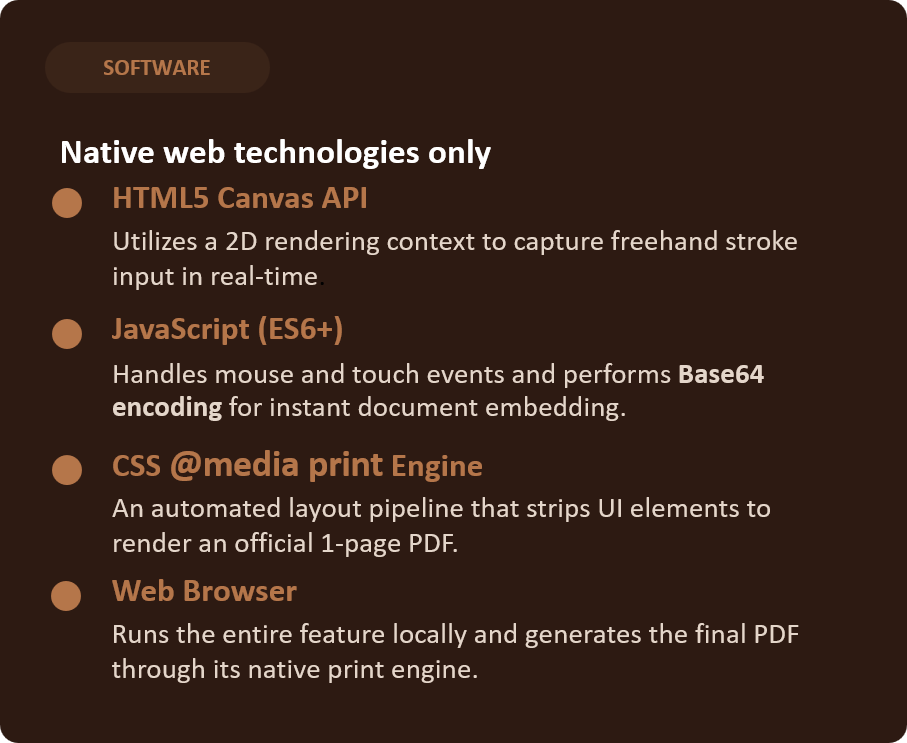 SOFTWARE
Native web technologies only
HTML5 Canvas API
Utilizes a 2D rendering context to capture freehand stroke
input in real-time.
JavaScript (ES6+)
Handles mouse and touch events and performs Base64
encoding for instant document embedding.
CSS @media print Engine
An automated layout pipeline that strips UI elements to
render an official 1-page PDF.
Web Browser
Runs the entire feature locally and generates the final PDF
through its native print engine.